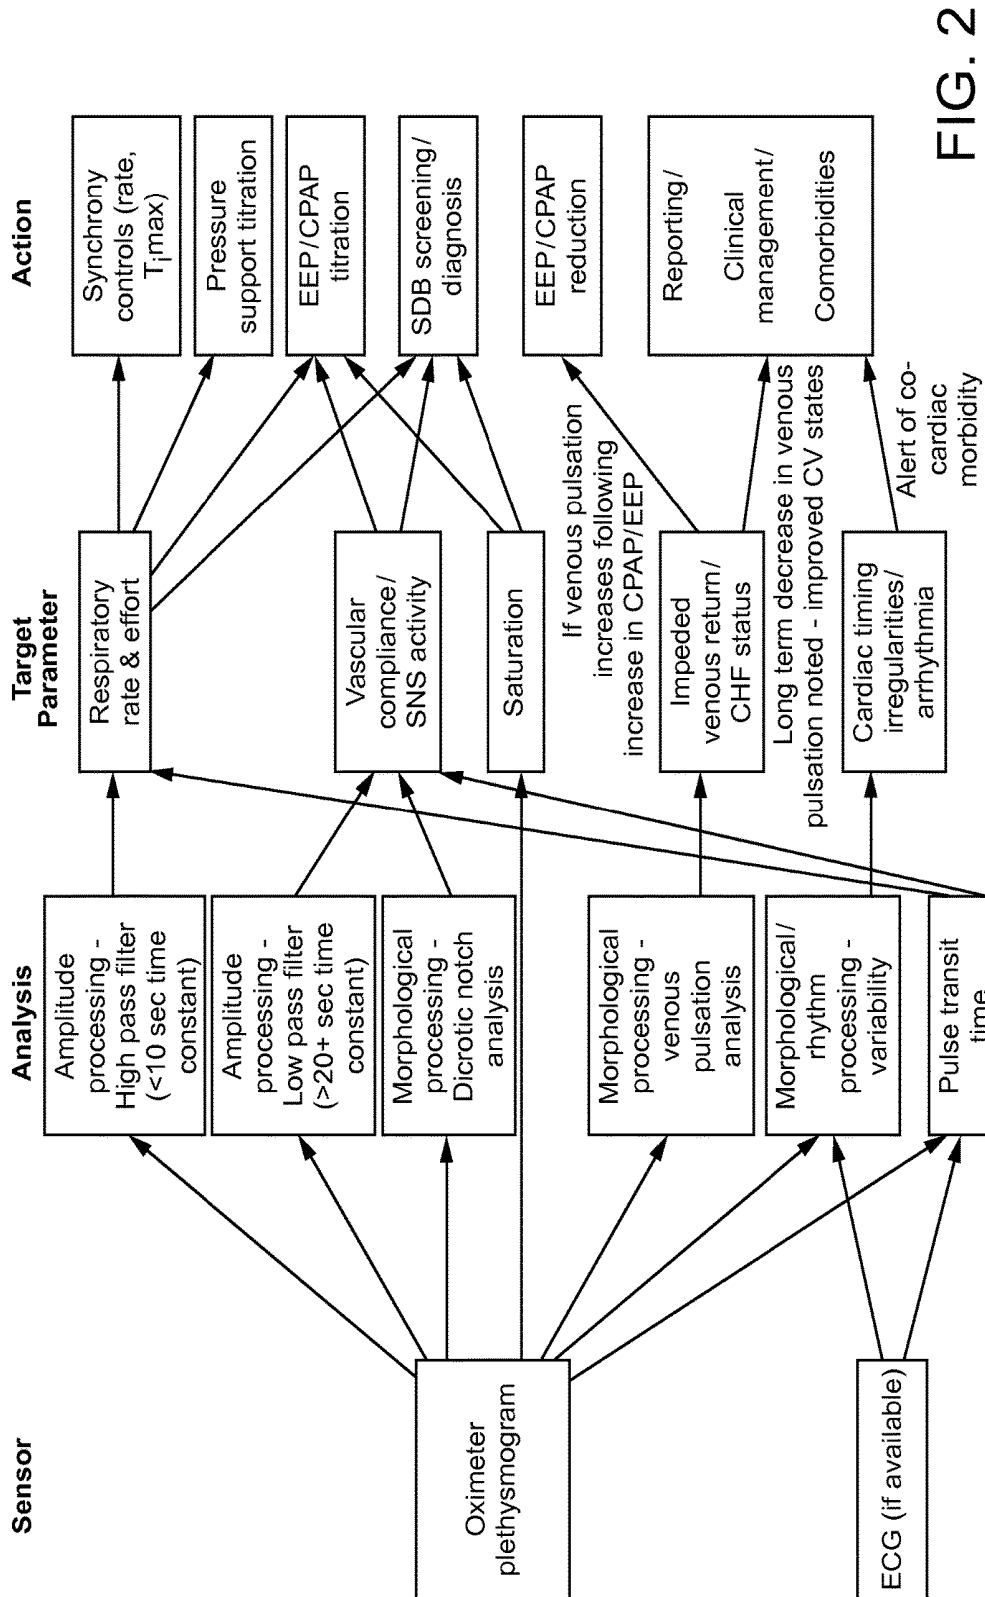 Sensor
Analysis
Target
Parameter
Action
Oximeter
plethysmogram
ECG (if available)
Amplitude
processing -
High pass filter
(<10 sec time
constant)
Amplitude
processing -
Low pass filter
(>20+ sec time
constant)
Morphological
processing -
Dicrotic notch
analysis
Morphological
processing -
venous
pulsation
analysis
Morphological/
rhythm
processing -
variability
Pulse transit
time
Respiratory
rate & effort
Vascular
compliance/
SNS activity
Saturation
If venous pulsation
increases following
increase in CPAP/EEP
Impeded
venous return/
CHF status
Long term decrease in venous
pulsation noted - improved CV states
Cardiac timing
irregularities/
arrhythmia
Alert of co-
cardiac
morbidity
Synchrony
controls (rate,
Timax)
Pressure
support titration
EEP/CPAP
titration
SDB screening/
diagnosis
EEP/CPAP
reduction
Reporting/
Clinical
management/
Comorbidities
FIG. 2